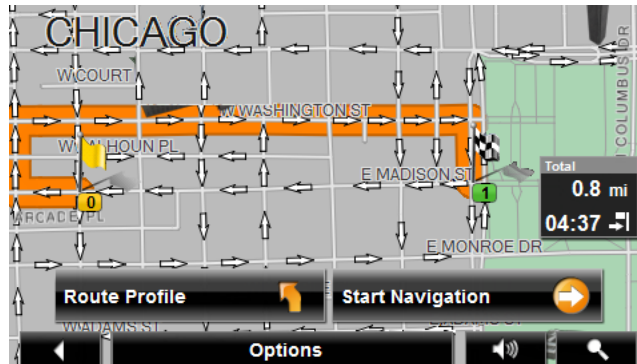 CHICAGO
N COLUMBUS DR
W COURT
W WASHINGTON ST
HOUN PL
E MADISON ST
Total
0.8 mi
0
1
04:37
ARCADE PL
E MONROE DR
Route Profile
Start Navigation
W ADAMS ST
Options